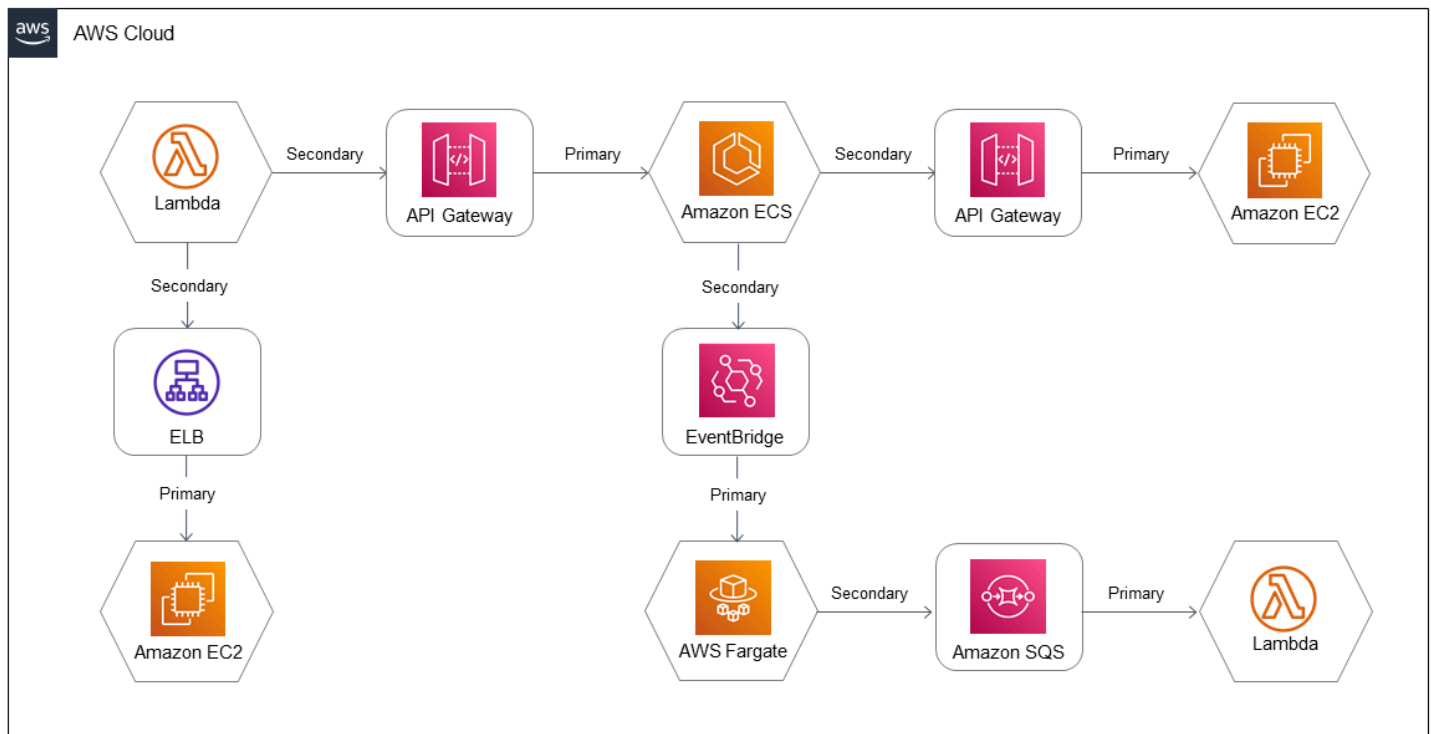 aws
AWS Cloud
Lambda
Secondary
API Gateway
Primary
Amazon ECS
Secondary
API Gateway
Primary
Amazon EC2
Secondary
Secondary
ELB
EventBridge
Primary
Primary
Amazon EC2
AWS Fargate
Secondary
Amazon SQS
Primary
Lambda